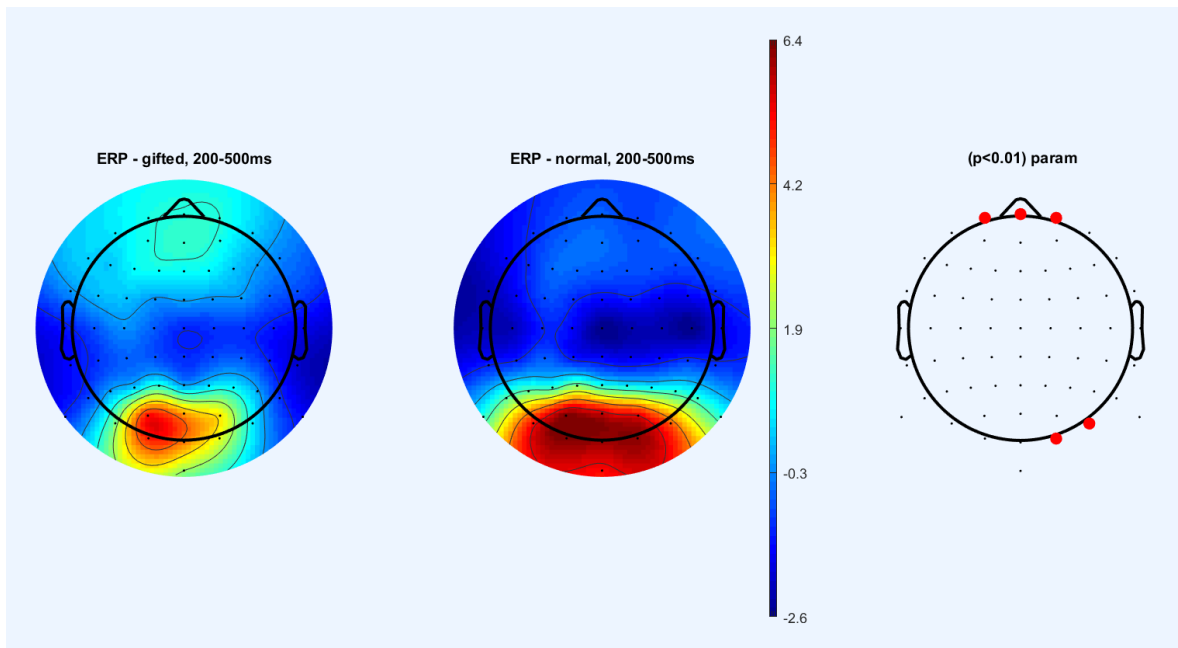 ERP - gifted, 200-500ms
ERP - normal, 200-500ms
6.4
4.2
1.9
-0.3
-2.6
(p<0.01) param